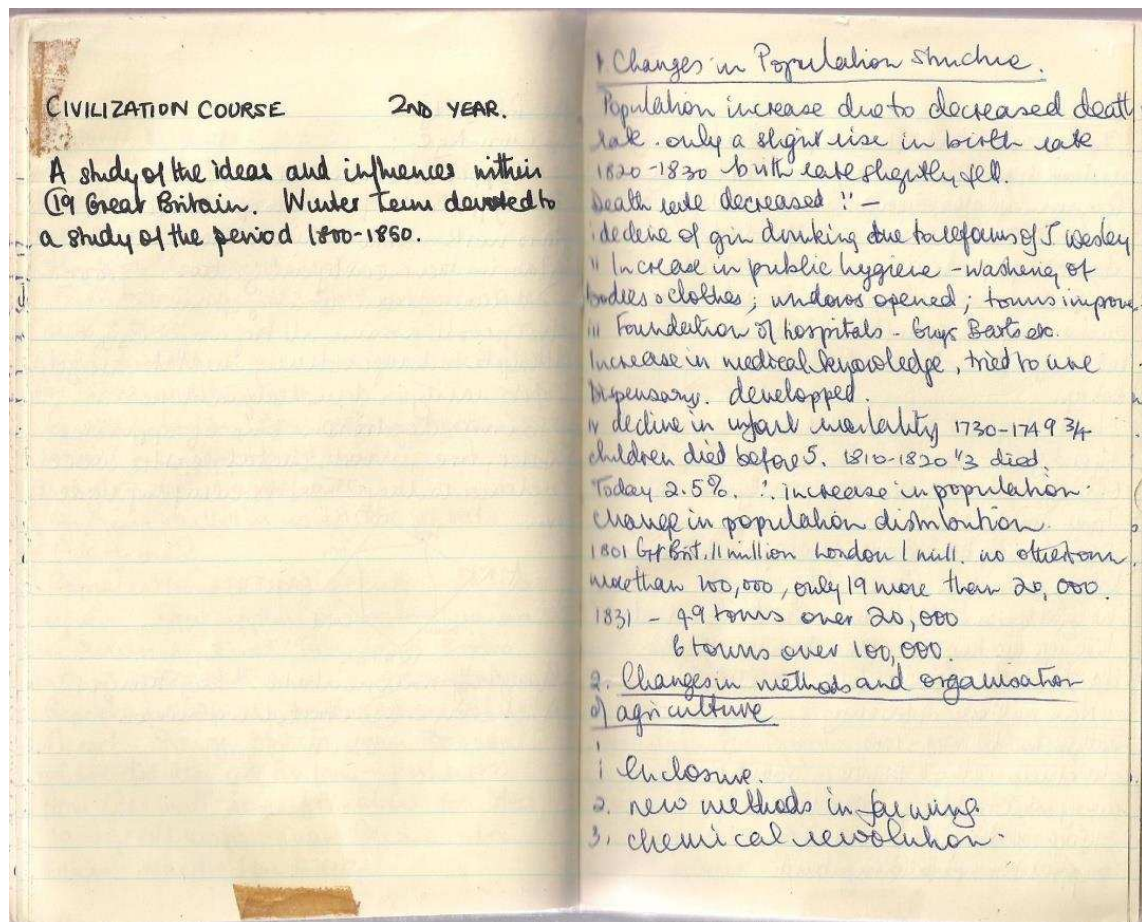 CIVILIZATION COURSE 2ND YEAR.
A study of the ideas and influences within
C19 Great Britain. Winter Term devoted to
a study of the period 1800-1850.
1. Changes in Population structure.
Population increase due to decreased death
rate. only a slight rise in birth rate
1820-1830 birth rate slightly fell.
Death rate decreased ∵ —
i decline of gin drinking due to reforms of J Wesley
ii Increase in public hygiene - washing of
bodies & clothes; windows opened; towns improve
iii Foundation of hospitals - Guys Barts etc.
Increase in medical knowledge, tried to
Dispensary. developped.
iv decline in infant mortality 1730-1749 3/4
children died before 5. 1810-1820 1/3 died.
Today 2.5%. ∴ increase in population.
change in population distribution.
1801 Gt Brit. 11 million London 1 mill. no other town
more than 100,000, only 19 more than 20,000.
1831 - 49 towns over 20,000
6 towns over 100,000.
2. Changes in methods and organisation
of agriculture
i enclosure.
2. new methods in farming.
3. chemical revolution.